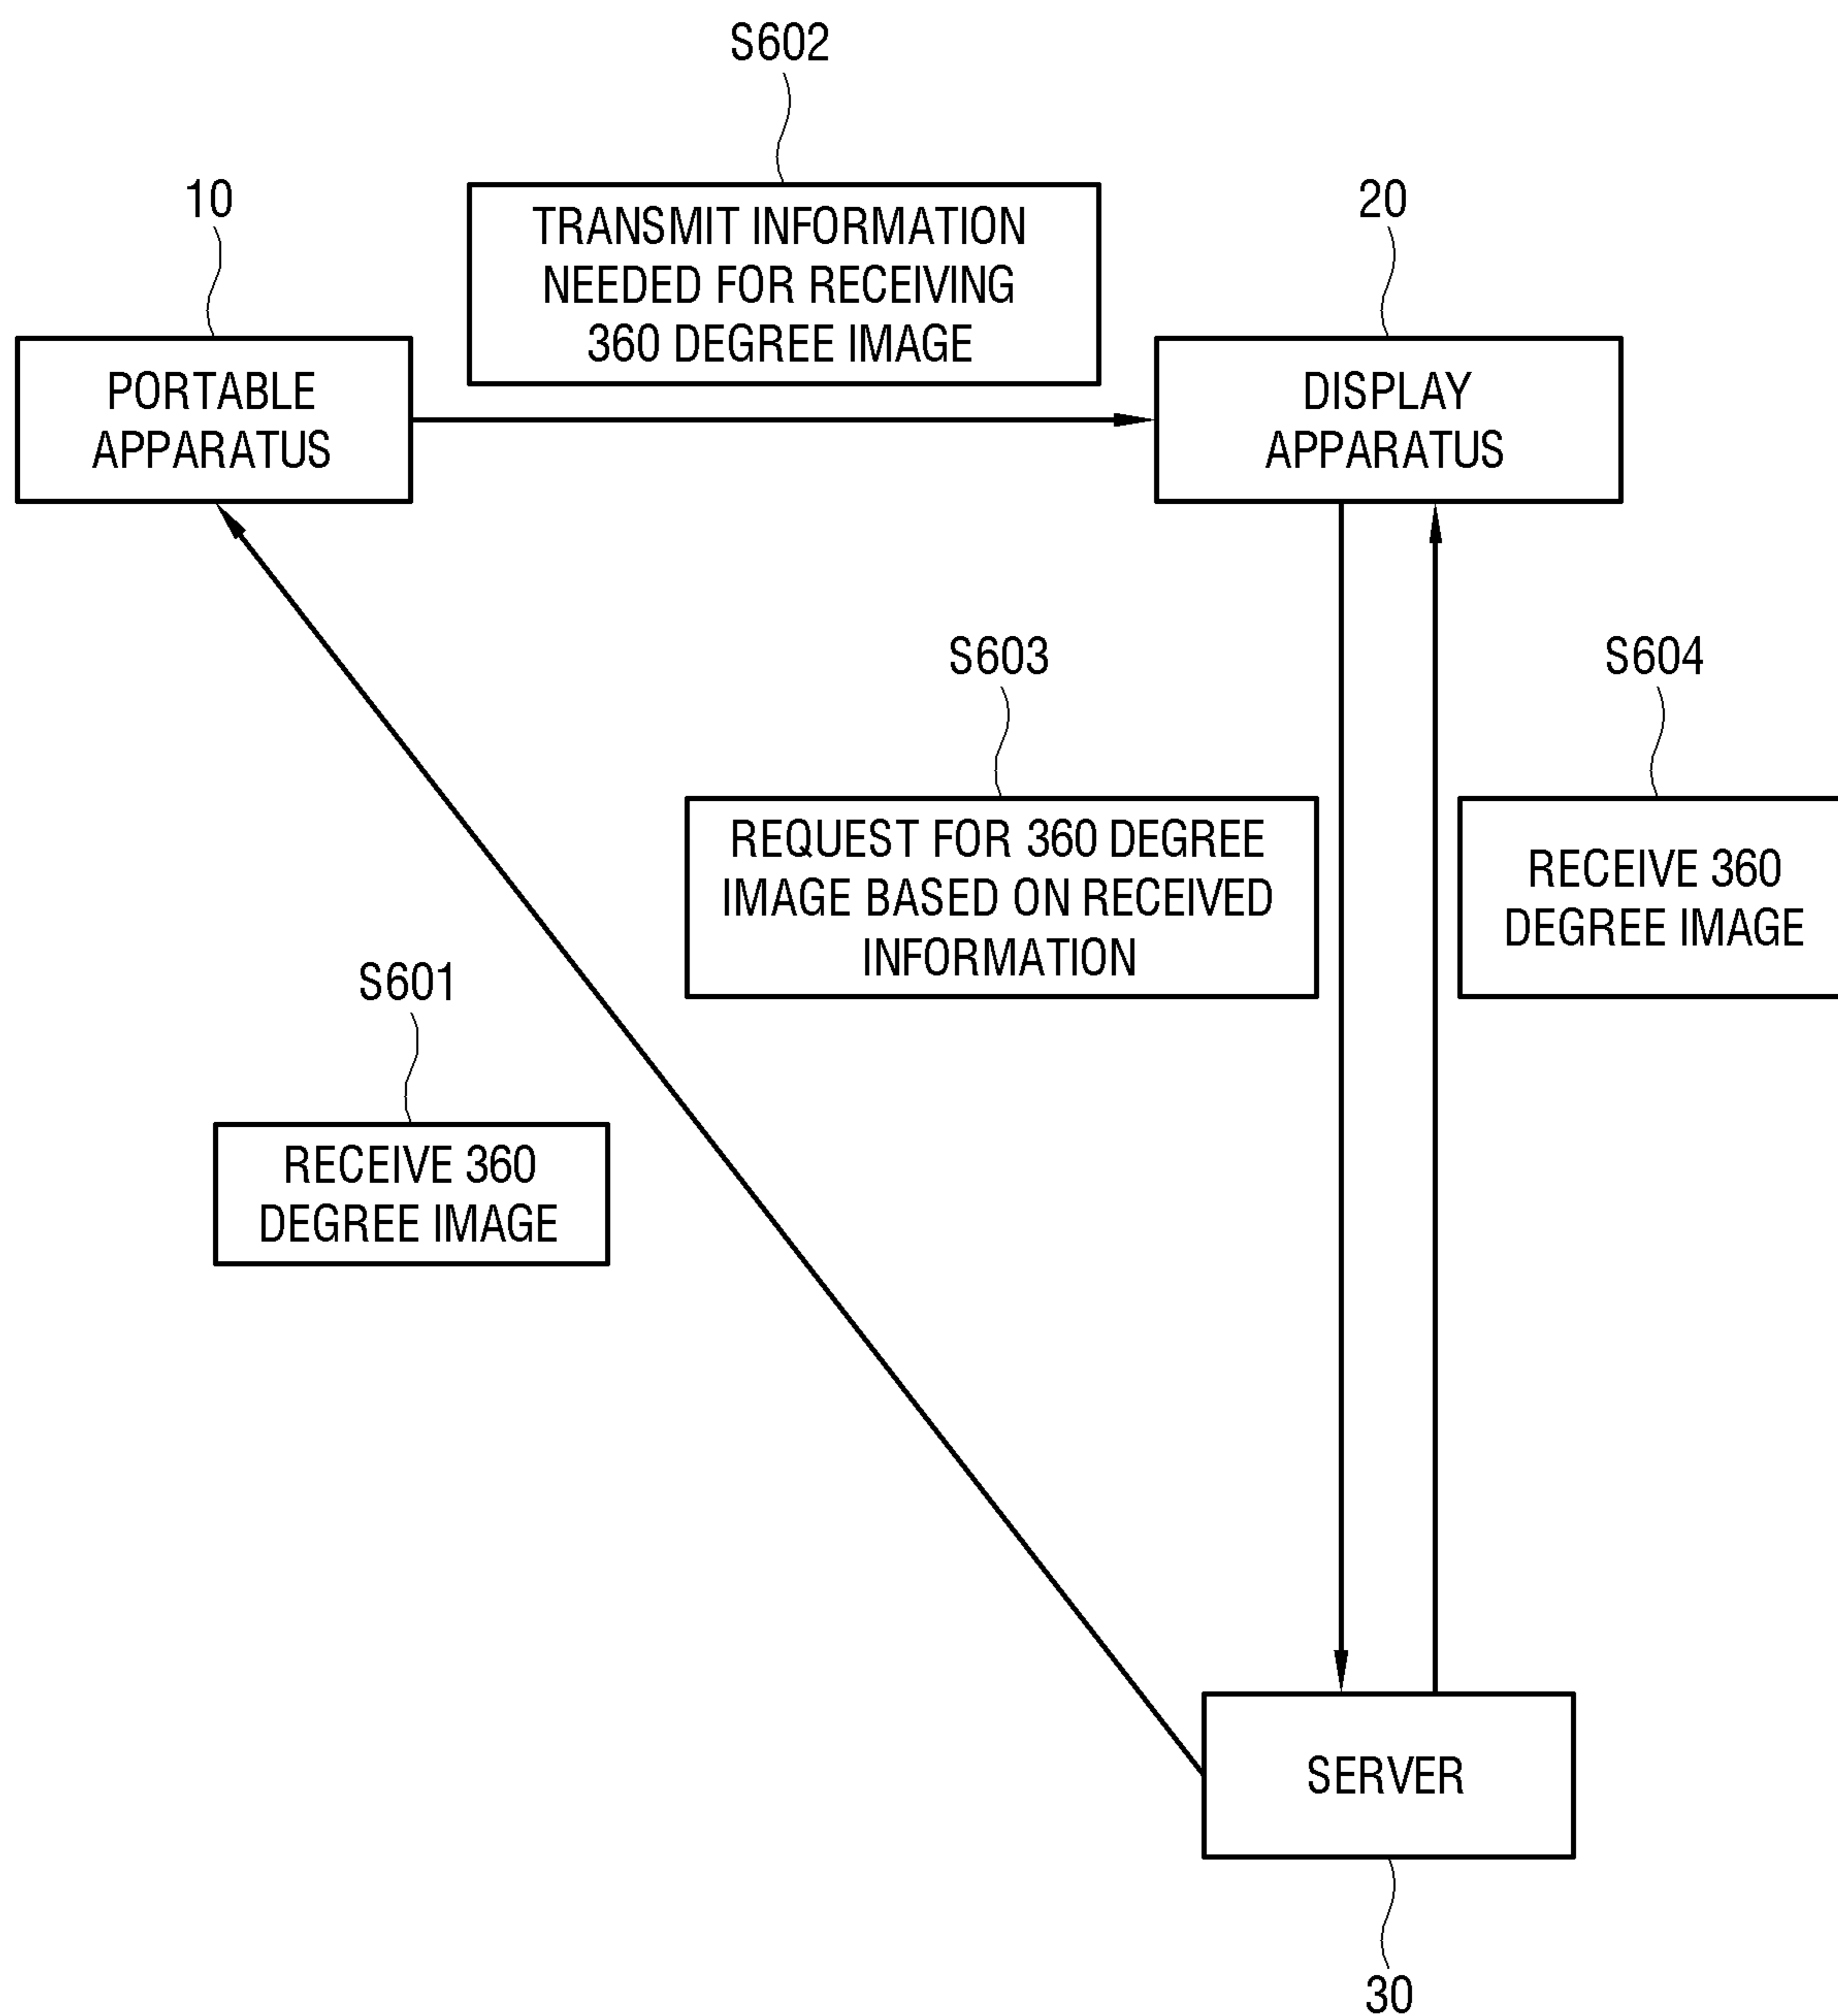 S602
10
TRANSMIT INFORMATION
NEEDED FOR RECEIVING
360 DEGREE IMAGE
20
PORTABLE
APPARATUS
DISPLAY
APPARATUS
S603
S604
REQUEST FOR 360 DEGREE
IMAGE BASED ON RECEIVED
INFORMATION
RECEIVE 360
DEGREE IMAGE
S601
RECEIVE 360
DEGREE IMAGE
SERVER
30